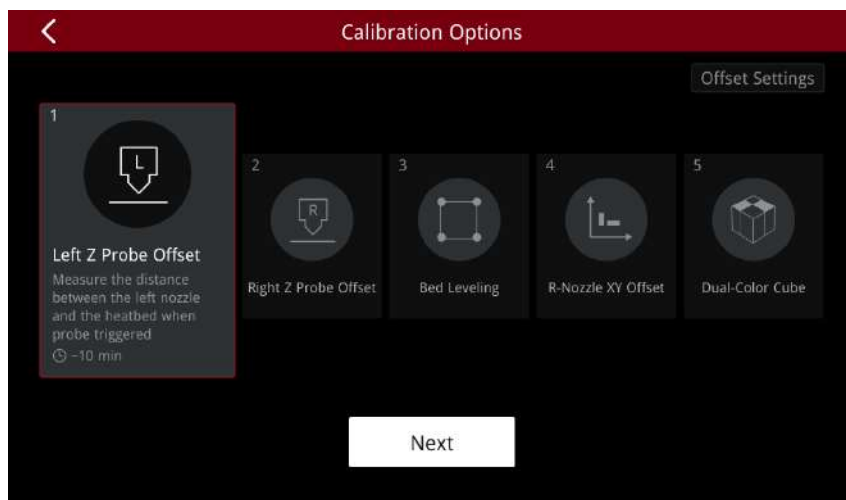 Calibration Options
Offset Settings
1
L
Left Z Probe Offset
Measure the distance
between the left nozzle
and the heatbed when
probe triggered
~10 min
2
R
Right Z Probe Offset
3
Bed Leveling
4
R-Nozzle XY Offset
5
Dual-Color Cube
Next